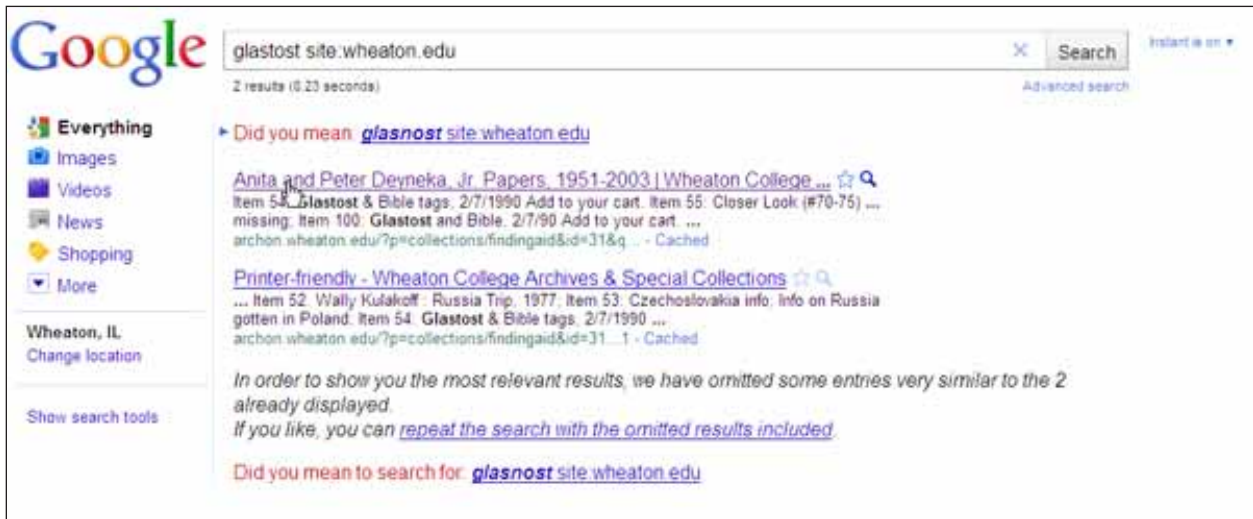 Google
glastost site:wheaton.edu
Search
Instant is on ▼
2 results (0.23 seconds)
Advanced search
Everything
Images
Videos
News
Shopping
More
Wheaton, IL
Change location
Show search tools
Did you mean: glasnost site:wheaton.edu
Anita and Peter Deyneka, Jr. Papers, 1951-2003 | Wheaton College ...
Item 54: Glastost & Bible tags, 2/7/1990 Add to your cart. Item 55: Closer Look (#70-75) ...
missing; Item 100: Glastost and Bible, 2/7/90 Add to your cart. ...
archon.wheaton.edu/?p=collections/findingaid&id=31&q... - Cached
Printer-friendly - Wheaton College Archives & Special Collections
... Item 52: Wally Kulakoff : Russia Trip, 1977; Item 53: Czechoslovakia info; Info on Russia
gotten in Poland; Item 54: Glastost & Bible tags, 2/7/1990 ...
archon.wheaton.edu/?p=collections/findingaid&id=31...1 - Cached
In order to show you the most relevant results, we have omitted some entries very similar to the 2
already displayed.
If you like, you can repeat the search with the omitted results included.
Did you mean to search for: glasnost site:wheaton.edu